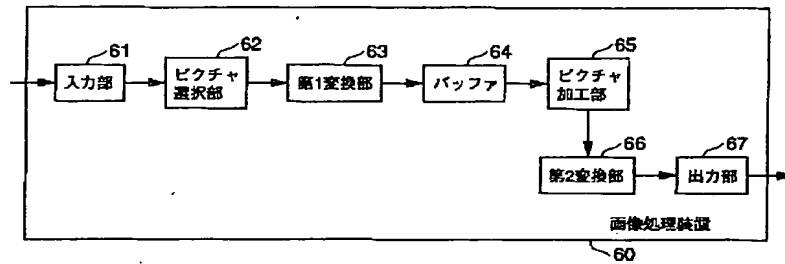 61
入力部
62
ピクチャ
選択部
63
第1変換部
64
バッファ
65
ピクチャ
加工部
66
第2変換部
67
出力部
画像処理装置
60